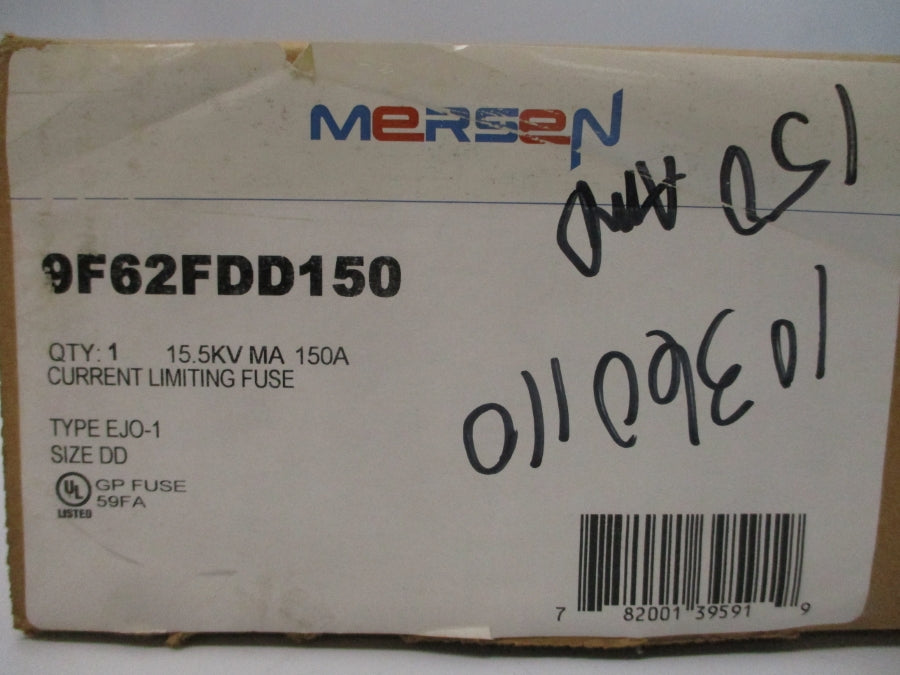 MERSEN
9F62FDD150
QTY: 1 15.5KV MA 150A
CURRENT LIMITING FUSE
TYPE EJO-1
SIZE DD
UL
LISTED
GP FUSE
59FA
7 82001 39591 9
10360110
150 Amp